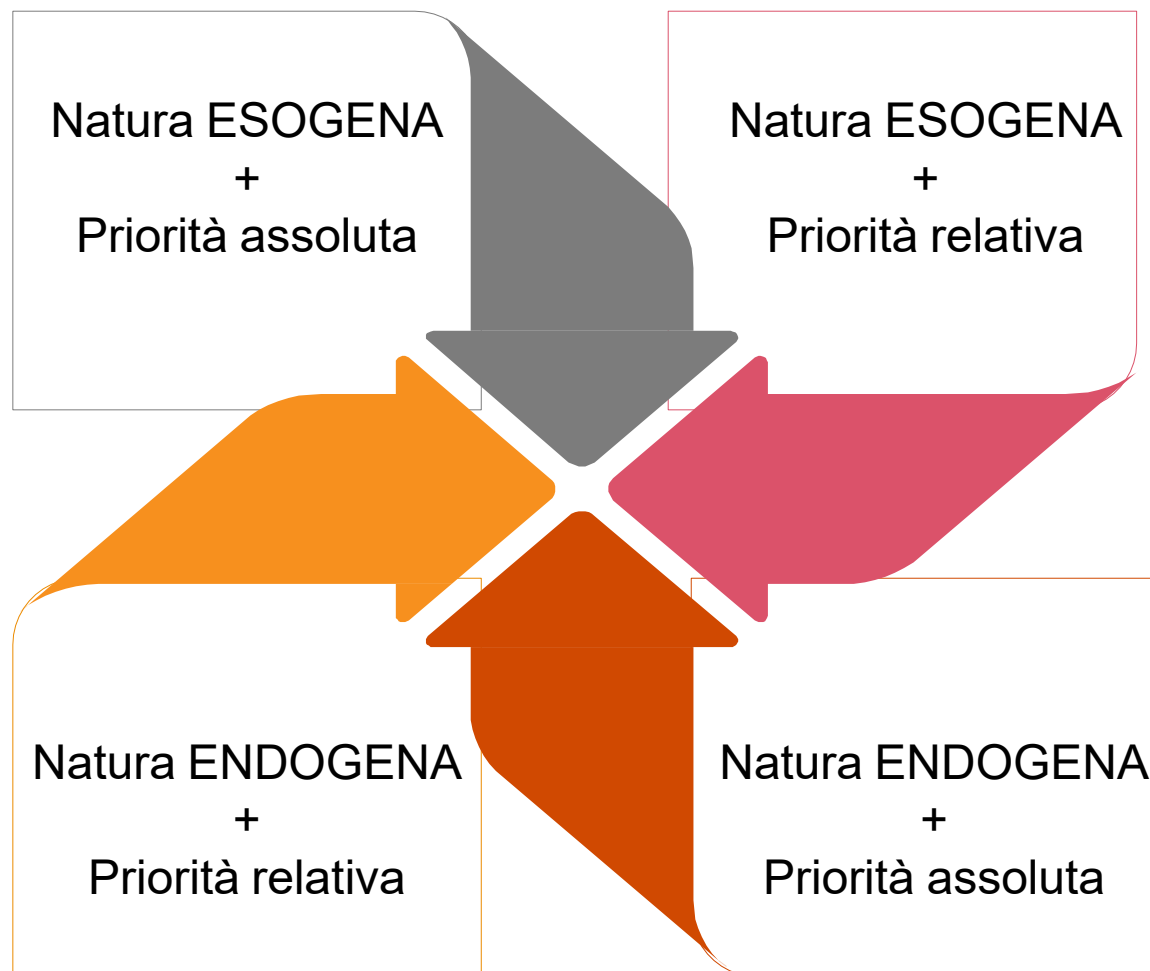 Natura ESOGENA
+
Priorità assoluta
Natura ESOGENA
+
Priorità relativa
Natura ENDOGENA
+
Priorità relativa
Natura ENDOGENA
+
Priorità assoluta